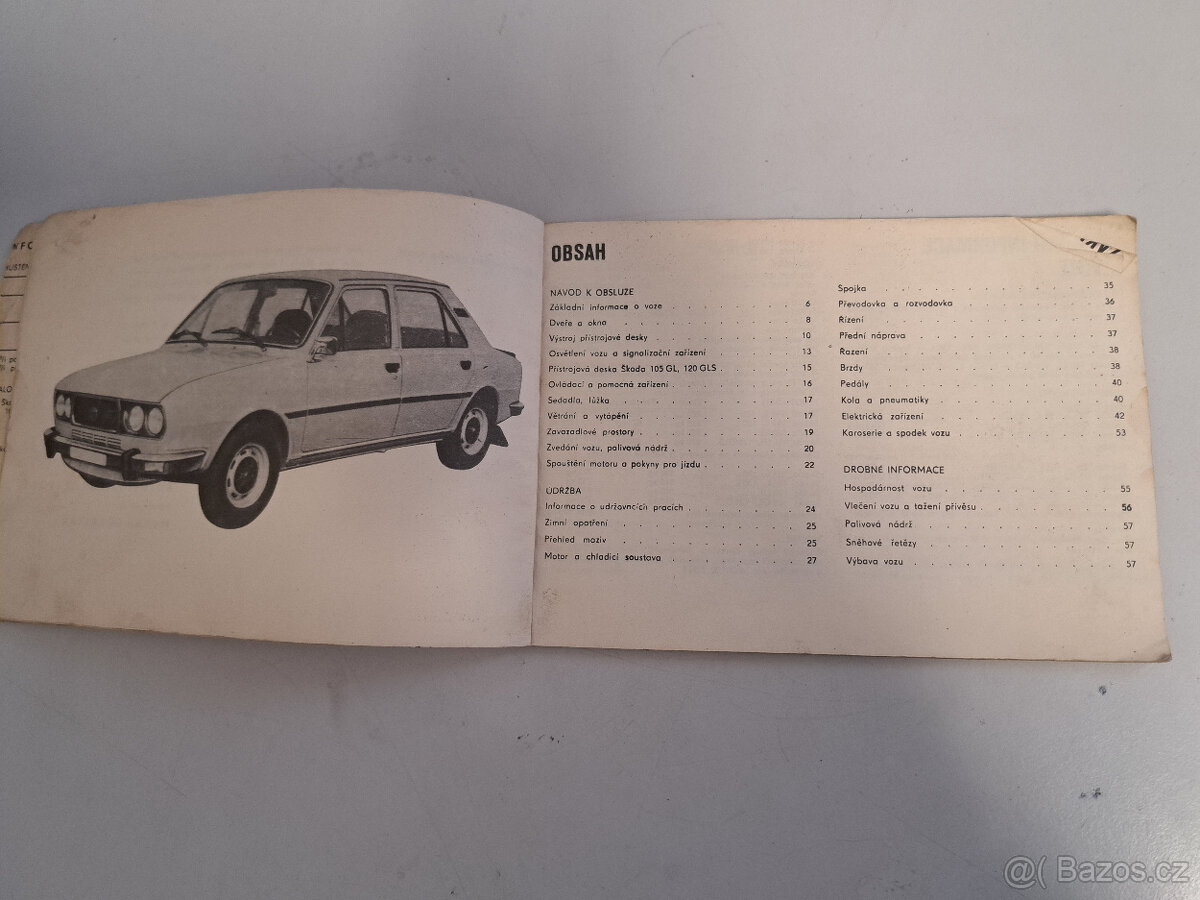 OBSAH
NÁVOD K OBSLUZE
Základní informace o voze . . . . . . . . . 6
Dveře a okna . . . . . . . . . . 8
Výstroj přístrojové desky . . . . . . . . . 10
Osvětlení vozu a signolizační zařízení . . . . . . 13
Přístrojová deska Škoda 105 GL, 120 GLS . . . . . . 15
Ovládací a pomocná zařízení . . . . . . . . 16
Sedadla, lůžka . . . . . . . . . . 17
Větrání a vytápění . . . . . . . . . . 17
Zavazadlové prostory . . . . . . . . . 19
Zvedání vozu, palivová nádrž . . . . . . . . 20
Spouštění motoru a pokyny pro jízdu . . . . . . 22
ÚDRŽBA
Informace o udržovacích pracích . . . . . . . 24
Zimní opatření . . . . . . . . . . 25
Přehled maziv . . . . . . . . . . 25
Motor a chladicí soustava . . . . . . . . 27
Spojka . . . . . . . . . . . 35
Převodovka a rozvodovka . . . . . . . . 36
Řízení . . . . . . . . . . . 37
Přední náprava . . . . . . . . . . 37
Řazení . . . . . . . . . . . 38
Brzdy . . . . . . . . . . . 38
Pedály . . . . . . . . . . . 40
Kola a pneumatiky . . . . . . . . . 40
Elektrická zařízení . . . . . . . . . 42
Karoserie a spodek vozu . . . . . . . . 53
DROBNÉ INFORMACE
Hospodárnost vozu . . . . . . . . . 55
Vlečení vozu a tažení přívěsu . . . . . . . 56
Palivová nádrž . . . . . . . . . . 57
Sněhové řetězy . . . . . . . . . . 57
Výbava vozu . . . . . . . . . . 57
@( Bazos.cz